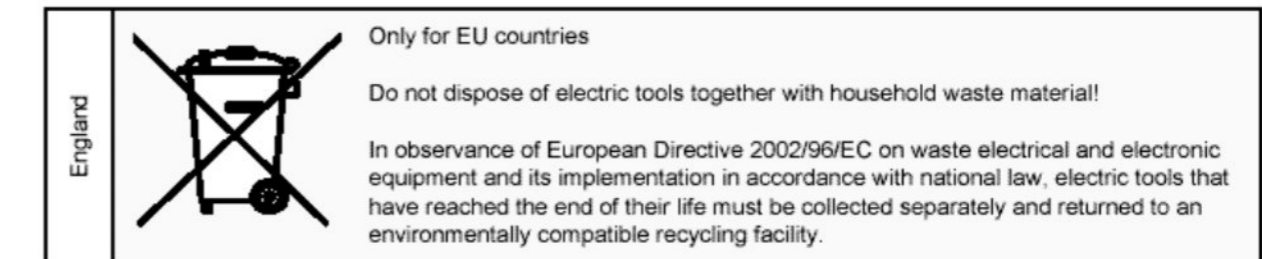 England
Only for EU countries
Do not dispose of electric tools together with household waste material!
In observance of European Directive 2002/96/EC on waste electrical and electronic
equipment and its implementation in accordance with national law, electric tools that
have reached the end of their life must be collected separately and returned to an
environmentally compatible recycling facility.